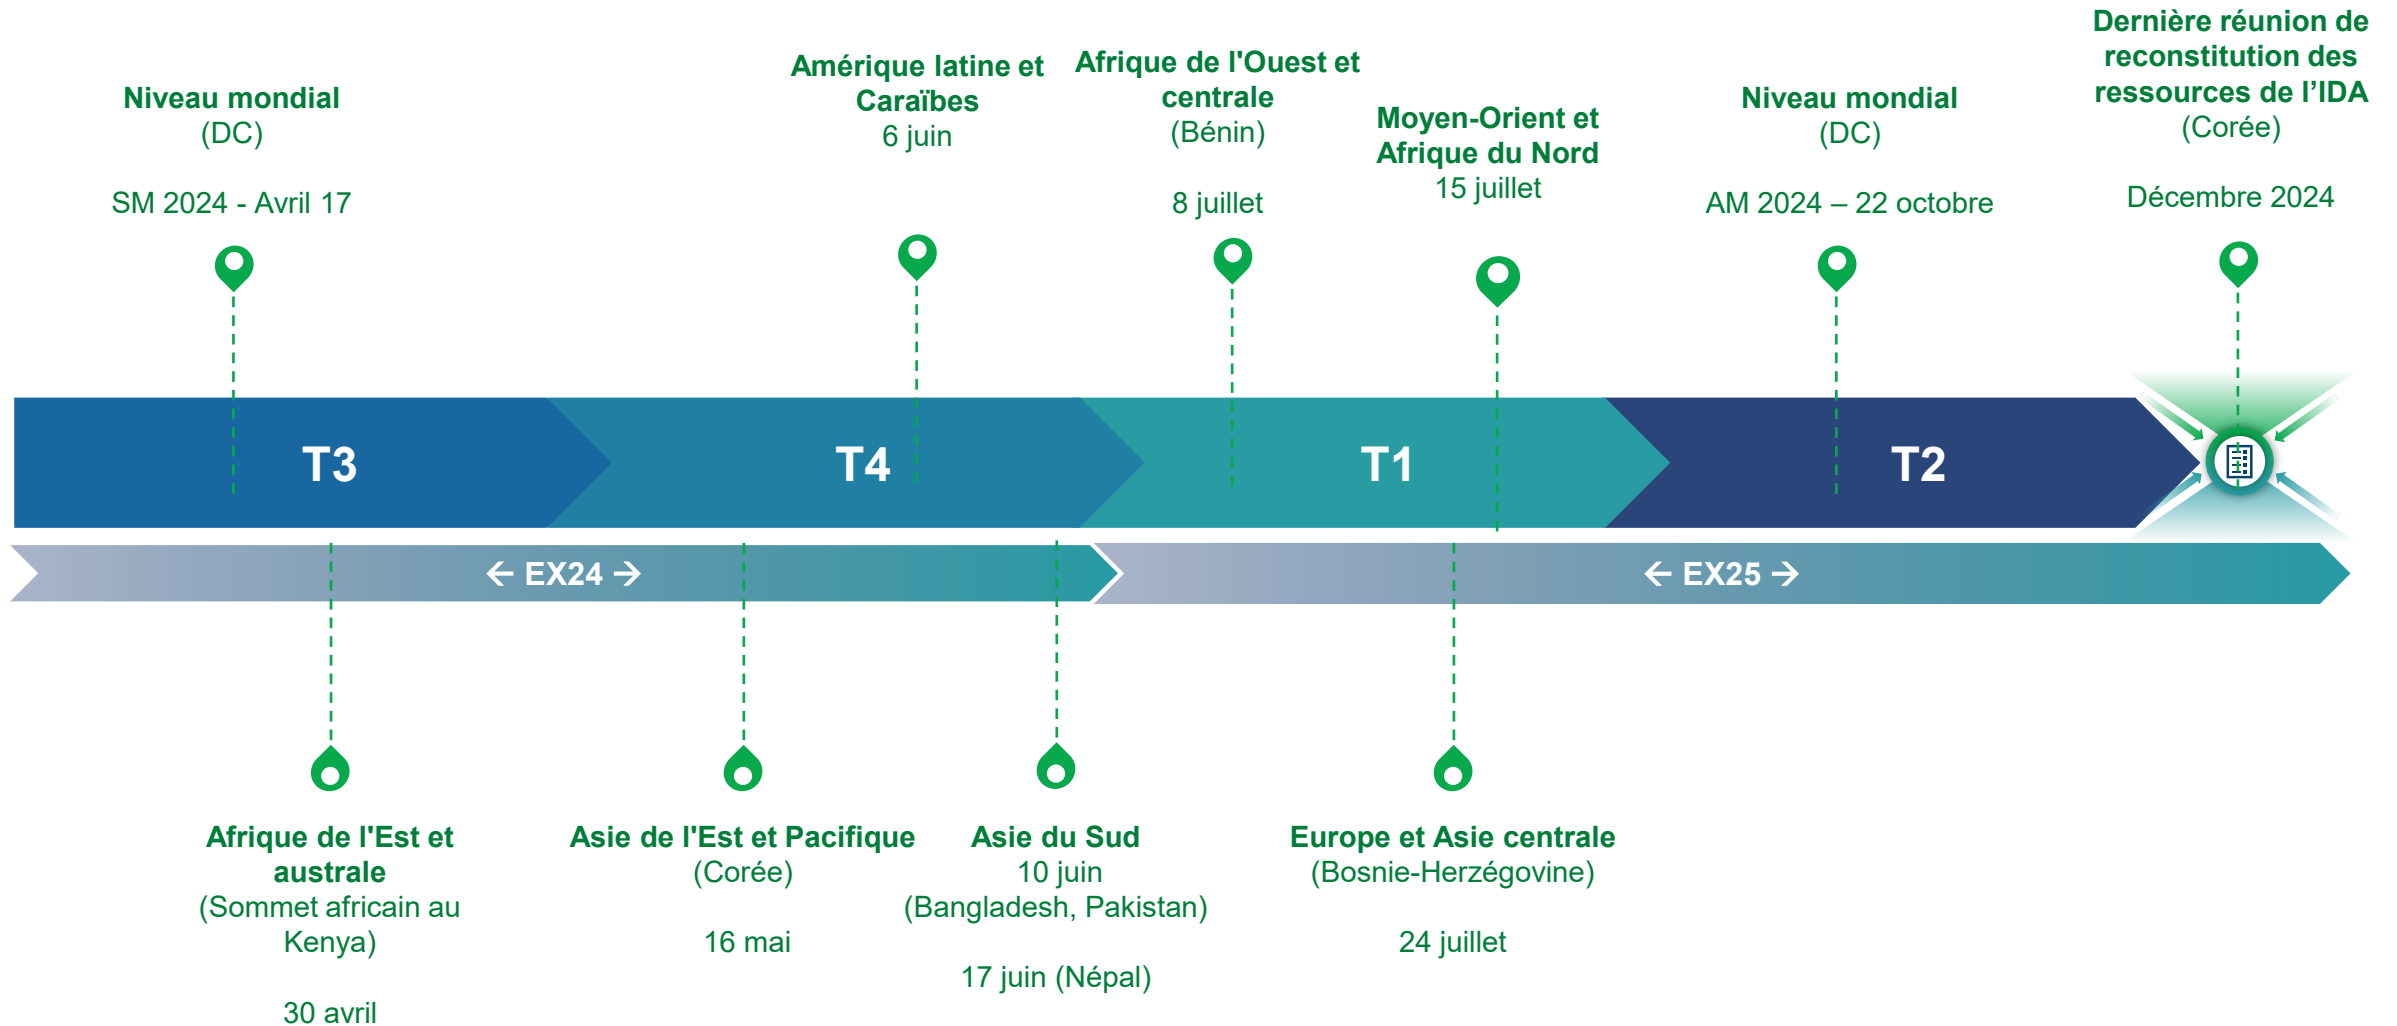 Niveau mondial
(DC)
SM 2024 - Avril 17
Amérique latine et
Caraïbes
6 juin
Afrique de l'Ouest et
centrale
(Bénin)
8 juillet
Moyen-Orient et
Afrique du Nord
15 juillet
Niveau mondial
(DC)
AM 2024 – 22 octobre
Dernière réunion de
reconstitution des
ressources de l’IDA
(Corée)
Décembre 2024
T3
T4
T1
T2
← EX24 →
← EX25 →
Afrique de l'Est et
australe
(Sommet africain au
Kenya)
30 avril
Asie de l'Est et Pacifique
(Corée)
16 mai
Asie du Sud
10 juin
(Bangladesh, Pakistan)
17 juin (Népal)
Europe et Asie centrale
(Bosnie-Herzégovine)
24 juillet